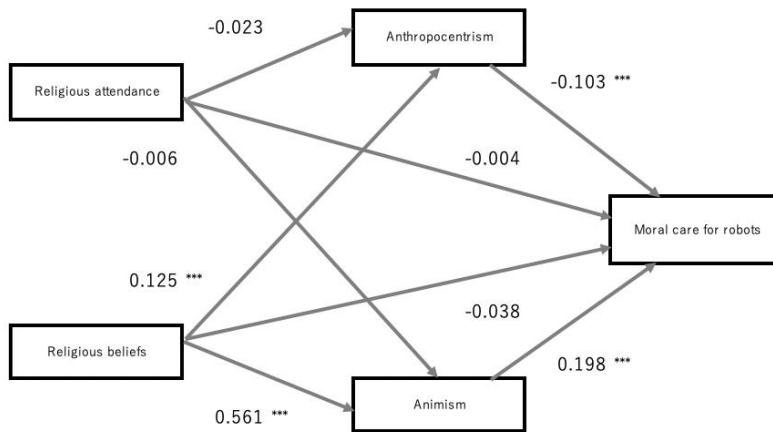 -0.023
Anthropocentrism
Religious attendance
-0.103 ***
-0.006
-0.004
Moral care for robots
0.125 ***
-0.038
Religious beliefs
0.198 ***
0.561 ***
Animism